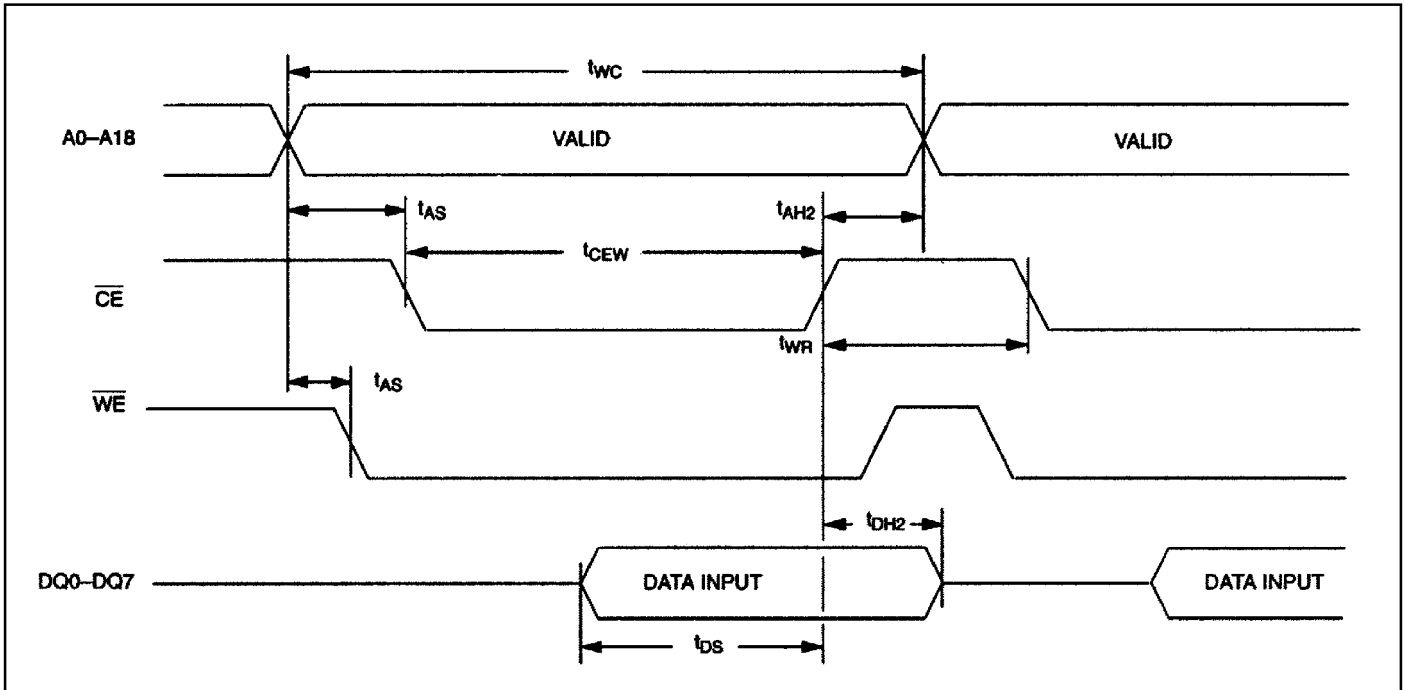 tWC
A0–A18
VALID
VALID
tAS
tAH2
tCEW
CE
tWR
tAS
WE
tDH2
DQ0–DQ7
DATA INPUT
DATA INPUT
tDS